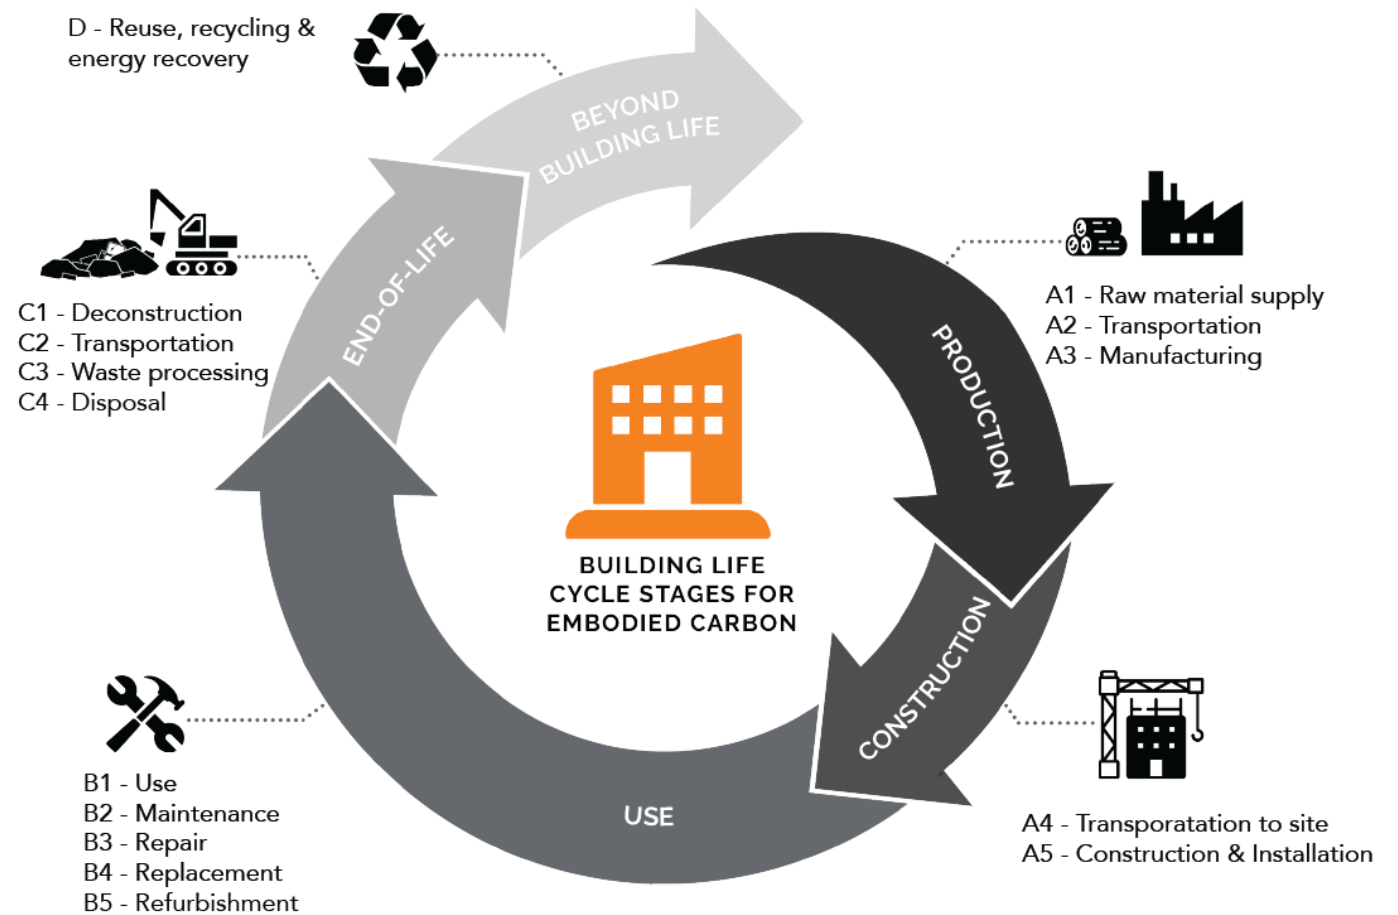 D - Reuse, recycling &
energy recovery
BEYOND
BUILDING LIFE
END-OF-LIFE
C1 - Deconstruction
C2 - Transportation
C3 - Waste processing
C4 - Disposal
PRODUCTION
A1 - Raw material supply
A2 - Transportation
A3 - Manufacturing
BUILDING LIFE
CYCLE STAGES FOR
EMBODIED CARBON
CONSTRUCTION
A4 - Transporatation to site
A5 - Construction & Installation
USE
B1 - Use
B2 - Maintenance
B3 - Repair
B4 - Replacement
B5 - Refurbishment